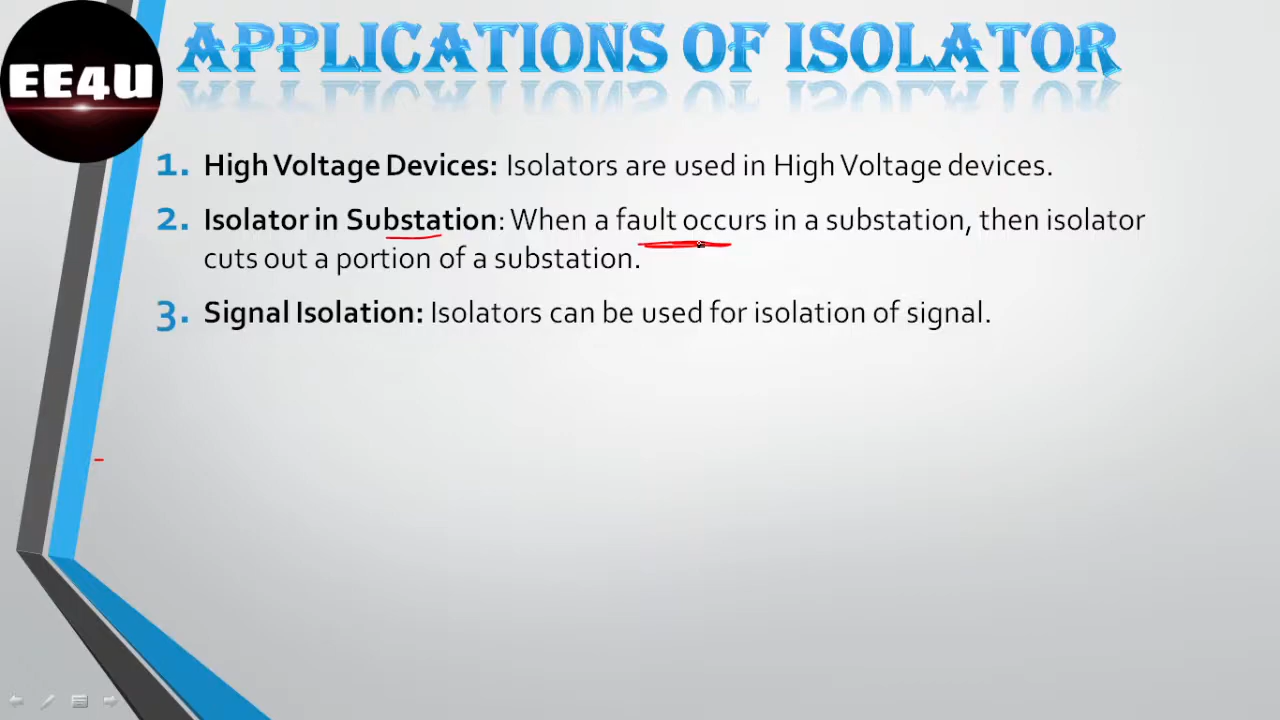 EE4U
APPLICATIONS OF ISOLATOR
1. High Voltage Devices: Isolators are used in High Voltage devices.
2. Isolator in Substation: When a fault occurs in a substation, then isolator
cuts out a portion of a substation.
3. Signal Isolation: Isolators can be used for isolation of signal.